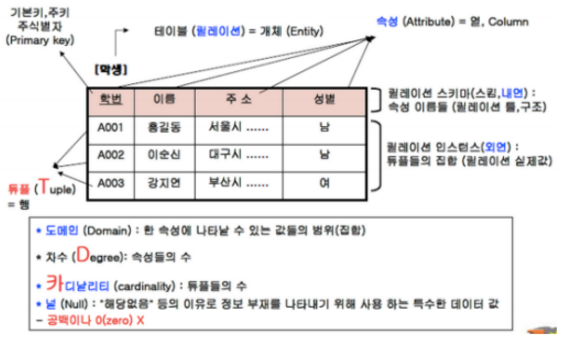 기본키,주키
주식별자
(Primary key)
테이블 (릴레이션) = 개체 (Entity)
속성 (Attribute) = 열, Column
[학생]
학번 이름 주 소 성별
A001 홍길동 서울시 ...... 남
A002 이순신 대구시 ...... 남
A003 강지연 부산시 ...... 여
릴레이션 스키마(스킴,내연) :
속성 이름들 (릴레이션 틀,구조)
릴레이션 인스턴스(외연) :
튜플들의 집합 (릴레이션 실제값)
튜플 (Tuple)
= 행
* 도메인 (Domain) : 한 속성에 나타낱 수 있는 값들의 범위(집합)
* 차수 (Degree): 속성들의 수
* 카디낱리티 (cardinality): 튜플들의 수
* 널 (Null) : "해당없음" 등의 이유로 정보 부재를 나타내기 위해 사용 하는 특수한 데이터 값
- 공백이나 0(zero) X